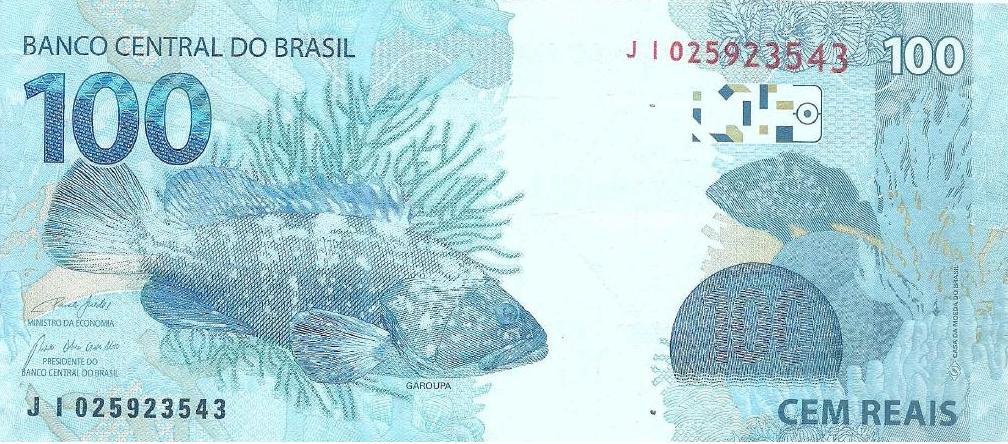 BANCO CENTRAL DO BRASIL
100
J I 025923543
100
MINISTRO DA ECONOMIA
PRESIDENTE DO
BANCO CENTRAL DO BRASIL
GAROUPA
J I 025923543
100
CASA DA MOEDA DO BRASIL
CEM REAIS